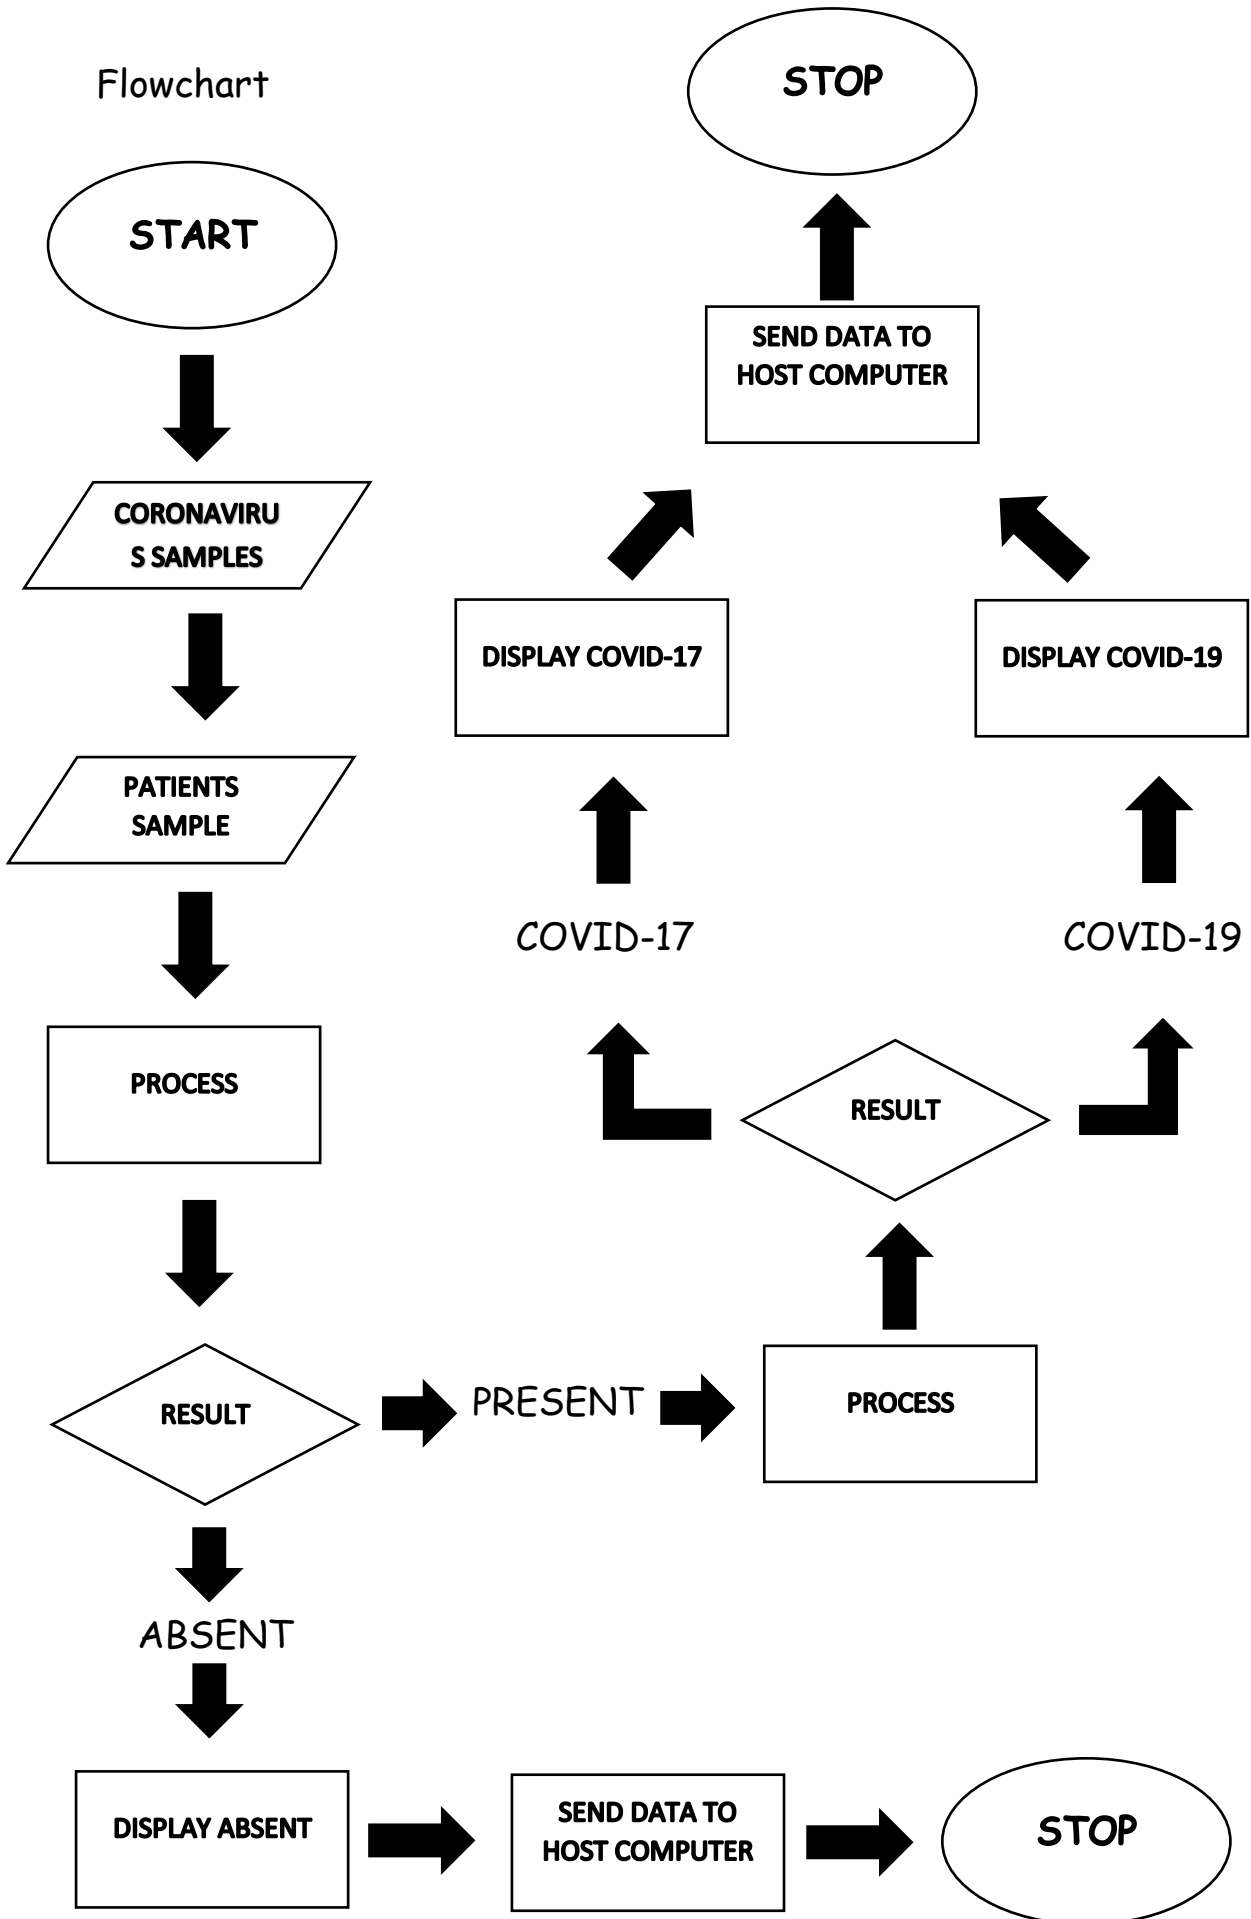 Flowchart
START
CORONAVIRU
S SAMPLES
PATIENTS
SAMPLE
PROCESS
RESULT
PRESENT
PROCESS
RESULT
COVID-17
COVID-19
DISPLAY COVID-17
DISPLAY COVID-19
SEND DATA TO
HOST COMPUTER
STOP
ABSENT
DISPLAY ABSENT
SEND DATA TO
HOST COMPUTER
STOP